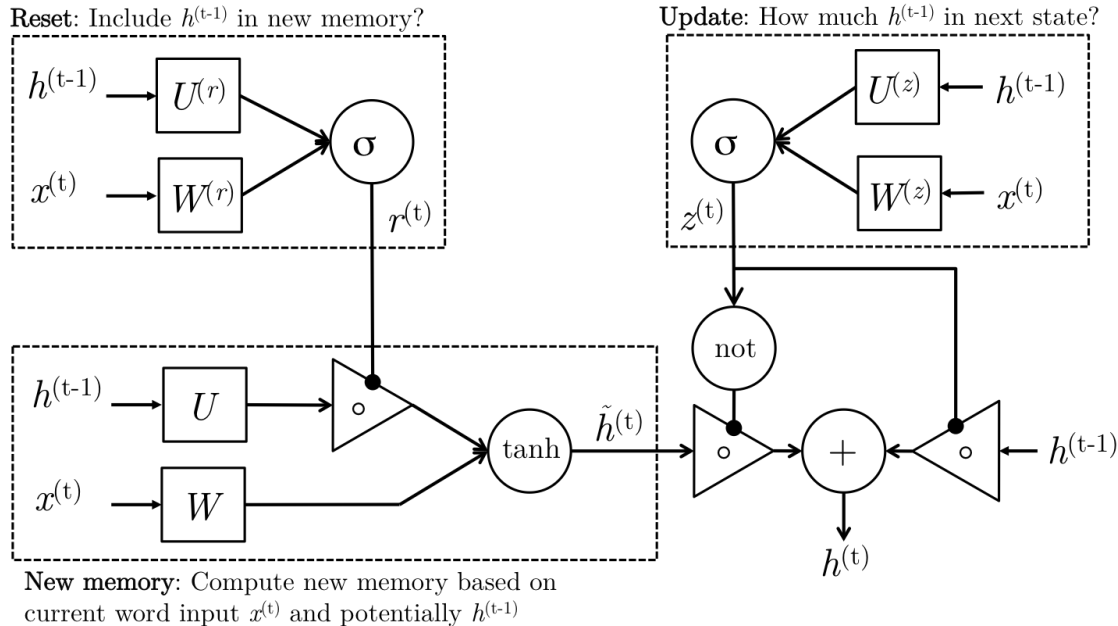 Reset: Include h^(t-1) in new memory?
h^(t-1)
U^(r)
x^(t)
W^(r)
σ
r^(t)
Update: How much h^(t-1) in next state?
σ
U^(z)
h^(t-1)
W^(z)
x^(t)
z^(t)
not
h^(t-1)
U
∘
x^(t)
W
tanh
h̃^(t)
∘
+
∘
h^(t-1)
h^(t)
New memory: Compute new memory based on
current word input x^(t) and potentially h^(t-1)